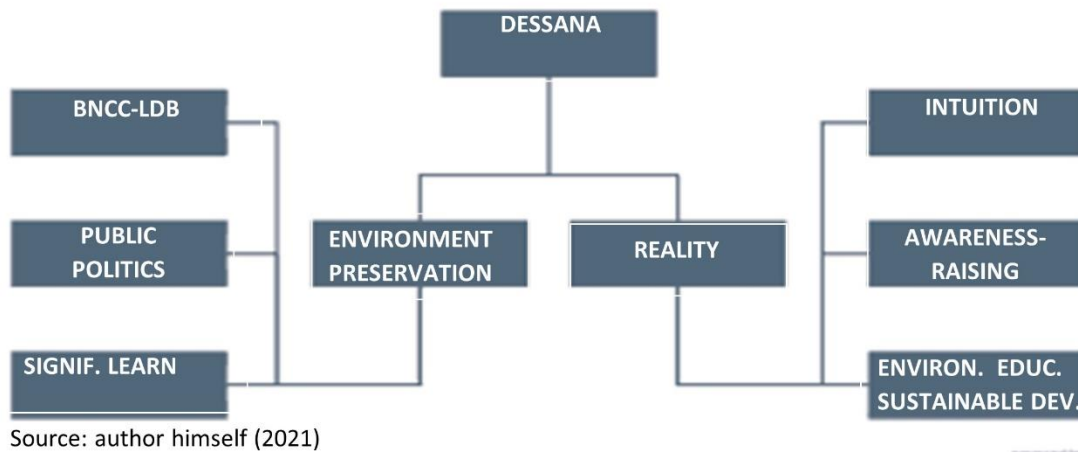 DESSANA
BNCC-LDB
INTUITION
PUBLIC
POLITICS
ENVIRONMENT
PRESERVATION
REALITY
AWARENESS-
RAISING
SIGNIF. LEARN
ENVIRON. EDUC.
SUSTAINABLE DEV.
Source: author himself (2021)